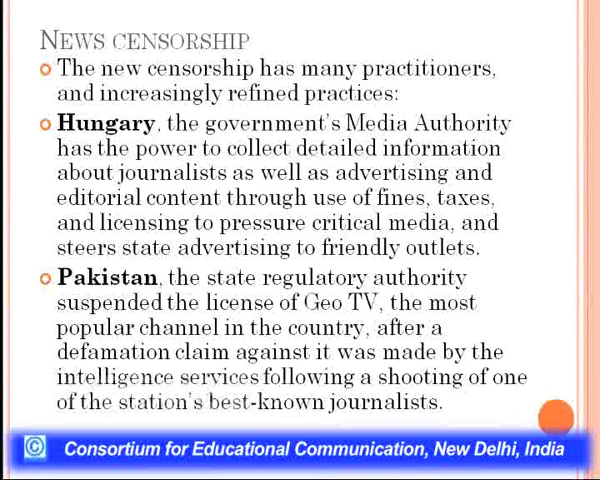 NEWS CENSORSHIP
The new censorship has many practitioners,
and increasingly refined practices:
Hungary, the government's Media Authority
has the power to collect detailed information
about journalists as well as advertising and
editorial content through use of fines, taxes,
and licensing to pressure critical media, and
steers state advertising to friendly outlets.
Pakistan, the state regulatory authority
suspended the license of Geo TV, the most
popular channel in the country, after a
defamation claim against it was made by the
intelligence services following a shooting of one
of the station's best-known journalists.
© Consortium for Educational Communication, New Delhi, India